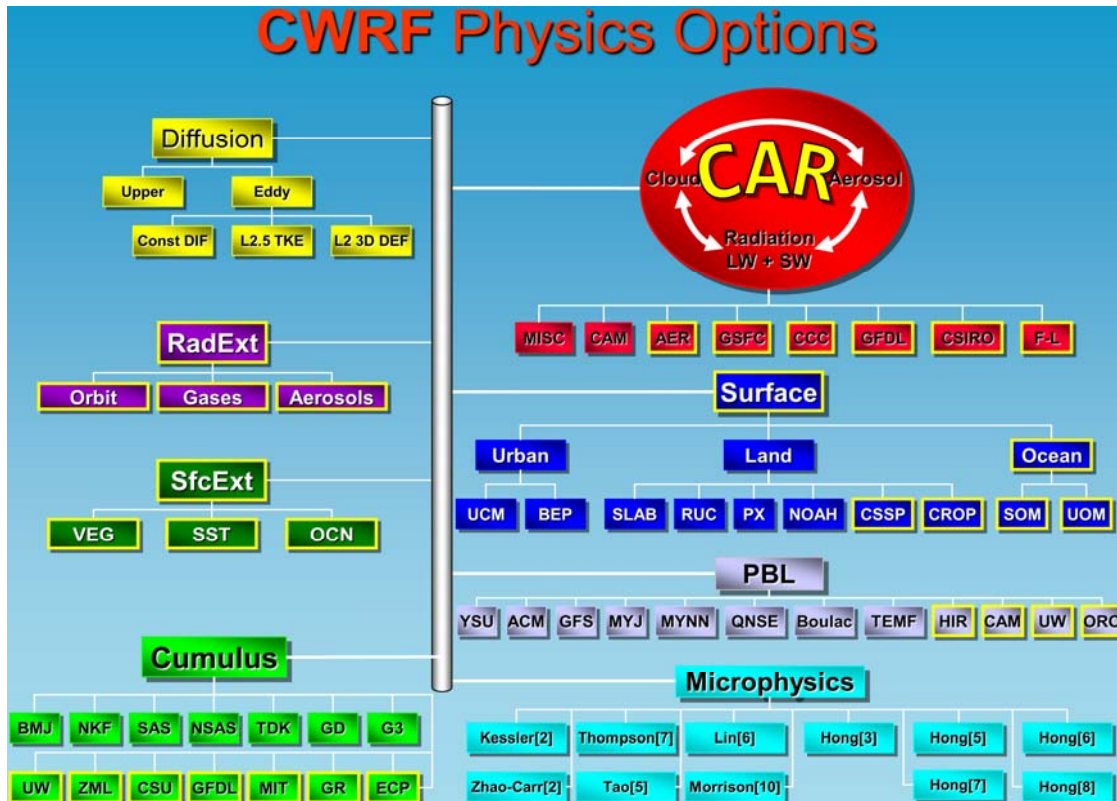 CWRF Physics Options
Diffusion
Upper
Eddy
Const DIF
L2.5 TKE
L2 3D DEF
RadExt
Orbit
Gases
Aerosols
SfcExt
VEG
SST
OCN
Cumulus
BMJ
NKF
SAS
NSAS
TDK
GD
G3
UW
ZML
CSU
GFDL
MIT
GR
ECP
CAR
Cloud
Aerosol
Radiation
LW + SW
MISC
CAM
AER
GSFC
CCC
GFDL
CSIRO
F-L
Surface
Urban
Land
Ocean
UCM
BEP
SLAB
RUC
PX
NOAH
CSSP
CROP
SOM
UOM
PBL
YSU
ACM
GFS
MYJ
MYNN
QNSE
Boulac
TEMF
HIR
CAM
UW
ORO
Microphysics
Kessler[2]
Thompson[7]
Lin[6]
Hong[3]
Hong[5]
Hong[6]
Zhao-Carr[2]
Tao[5]
Morrison[10]
Hong[7]
Hong[8]